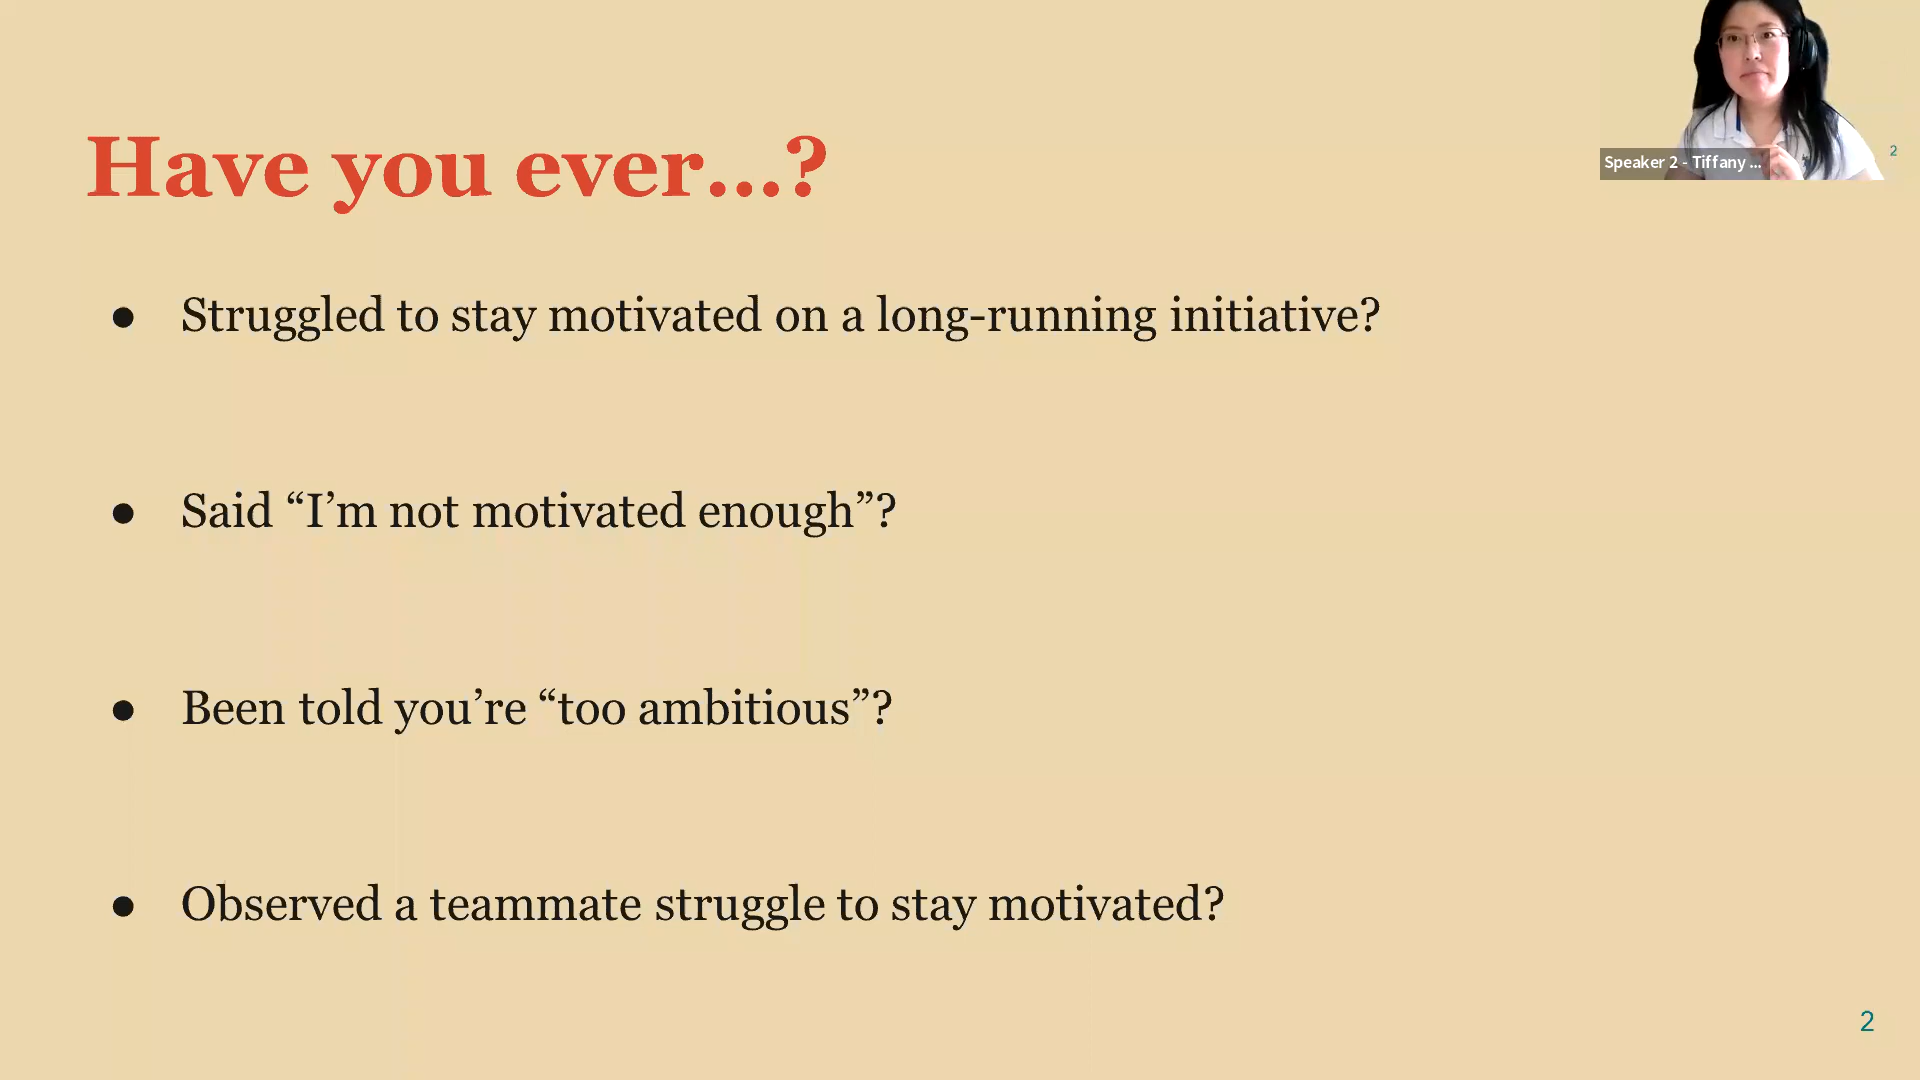 Have you ever...?
Speaker 2 - Tiffany ...
2
● Struggled to stay motivated on a long-running initiative?
● Said “I’m not motivated enough”?
● Been told you’re “too ambitious”?
● Observed a teammate struggle to stay motivated?
2